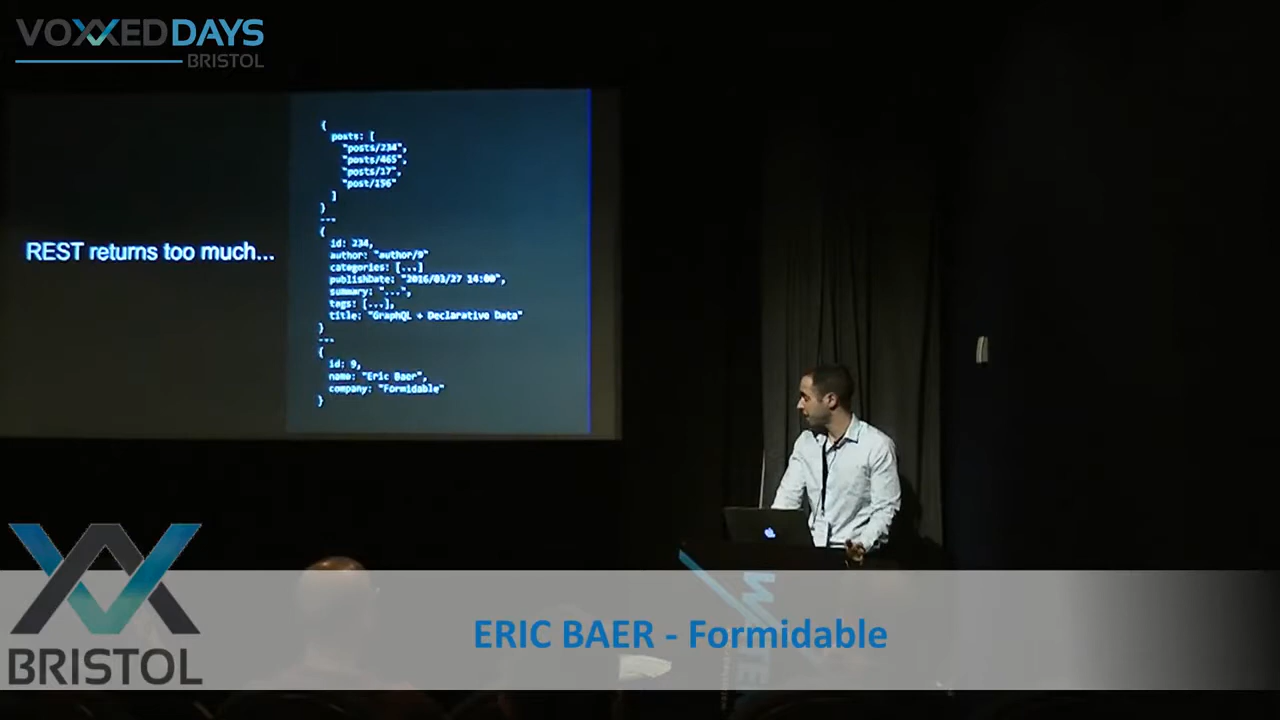 VOXXEDDAYS
BRISTOL
REST returns too much...
{
posts: [
"posts/234",
"posts/465",
"posts/17",
"post/156"
]
}
---
{
id: 234,
author: "author/9"
categories: [...]
publishDate: "2016/03/27 14:00",
summary: "...",
tags: [...],
title: "GraphQL + Declarative Data"
}
---
{
id: 9,
name: "Eric Baer",
company: "Formidable"
}
BRISTOL
ERIC BAER - Formidable